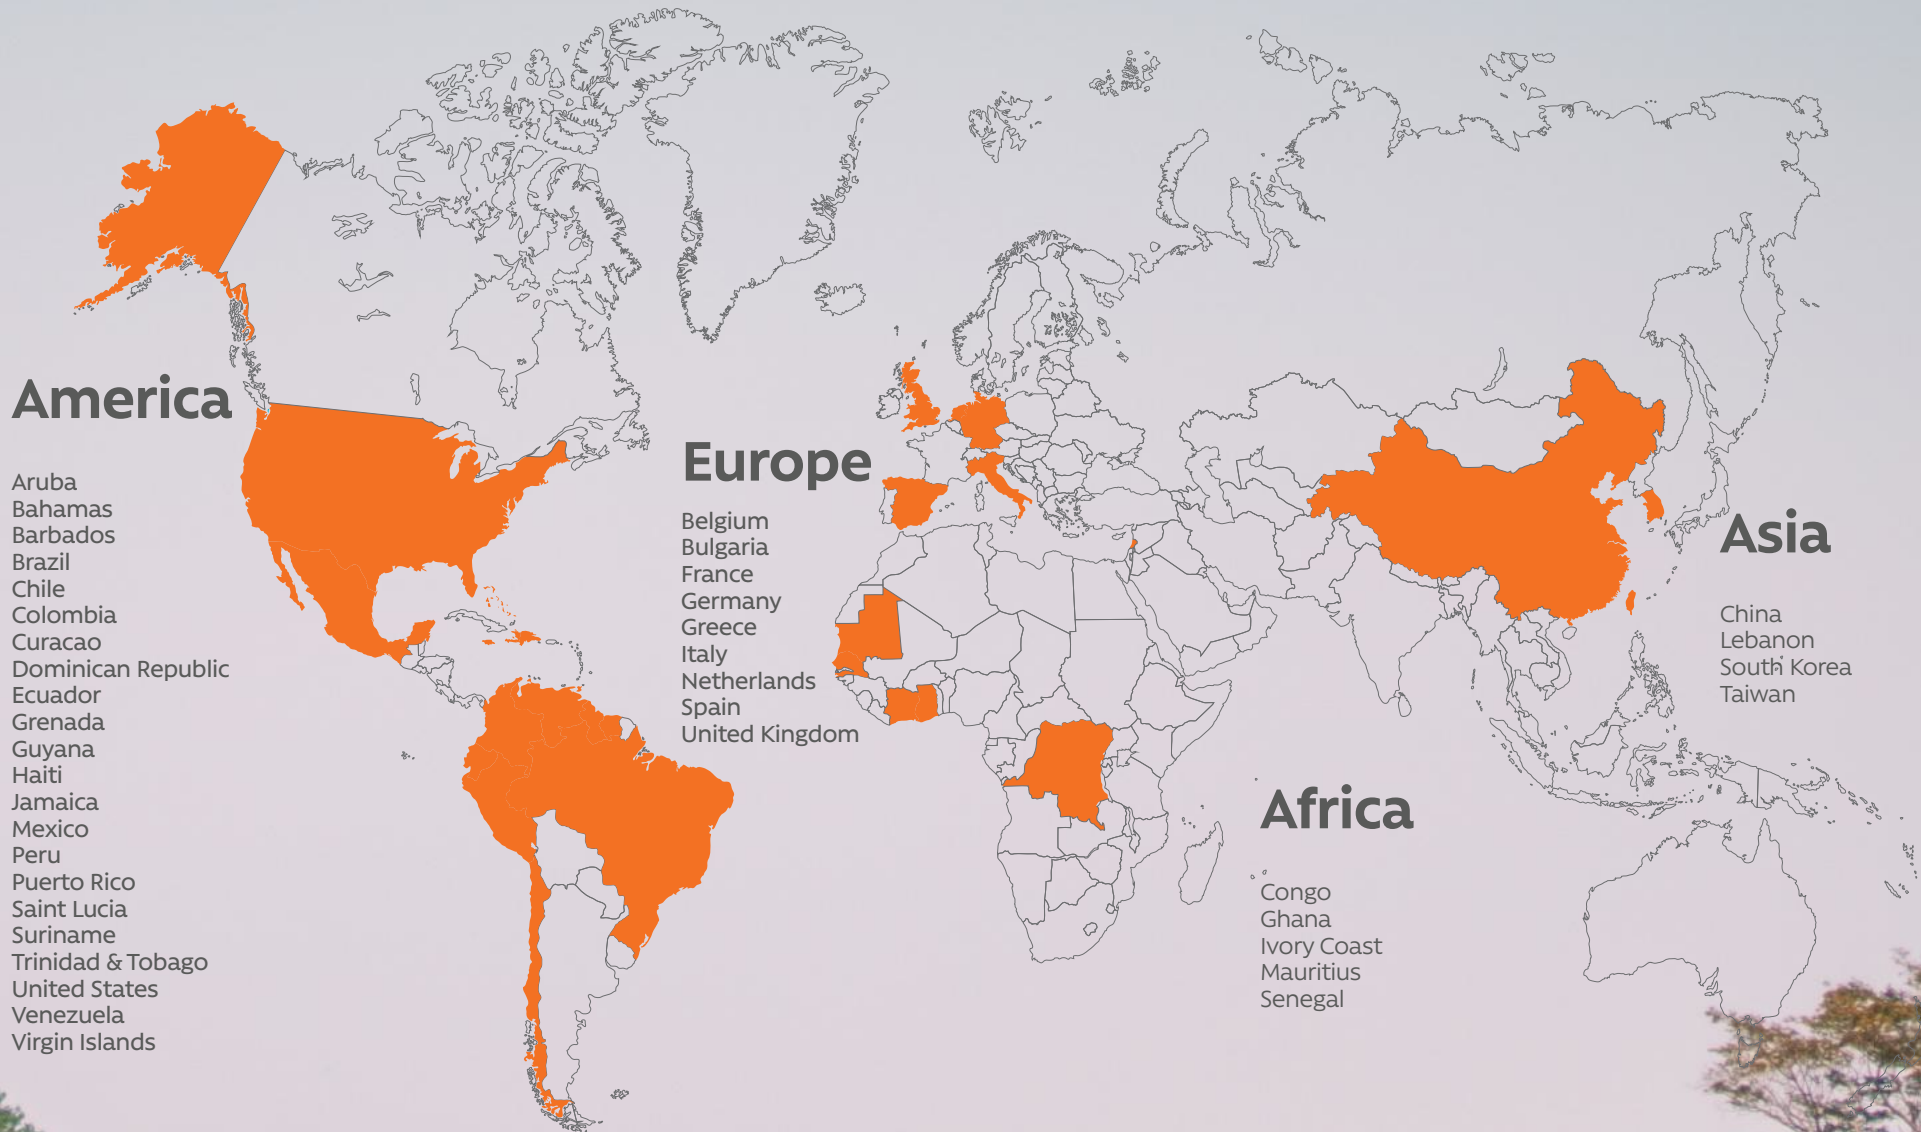 America
Aruba
Bahamas
Barbados
Brazil
Chile
Colombia
Curacao
Dominican Republic
Ecuador
Grenada
Guyana
Haiti
Jamaica
Mexico
Peru
Puerto Rico
Saint Lucia
Suriname
Trinidad & Tobago
United States
Venezuela
Virgin Islands
Europe
Belgium
Bulgaria
France
Germany
Greece
Italy
Netherlands
Spain
United Kingdom
Africa
Congo
Ghana
Ivory Coast
Mauritius
Senegal
Asia
China
Lebanon
South Korea
Taiwan